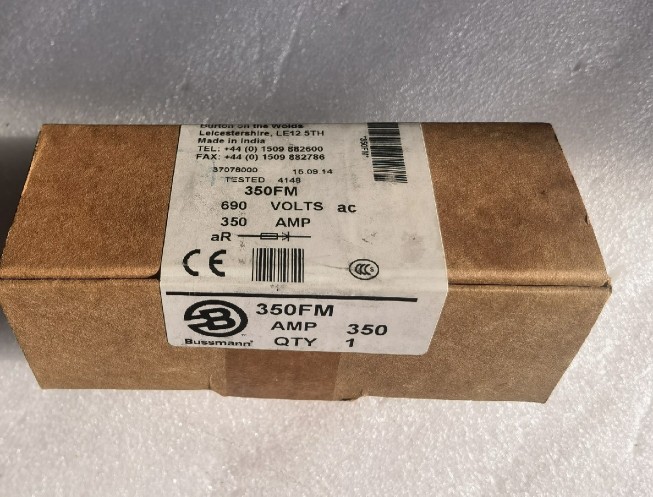 Burton on the Wolds
Leicestershire, LE12 5TH
Made in India
TEL: +44 (0) 1509 882600
FAX: +44 (0) 1509 882786
37078000 15.09.14
TESTED 4148
350FM
690 VOLTS ac
350 AMP
aR
CE
CCC S
*350FM*
B
Bussmann
350FM
AMP 350
QTY 1